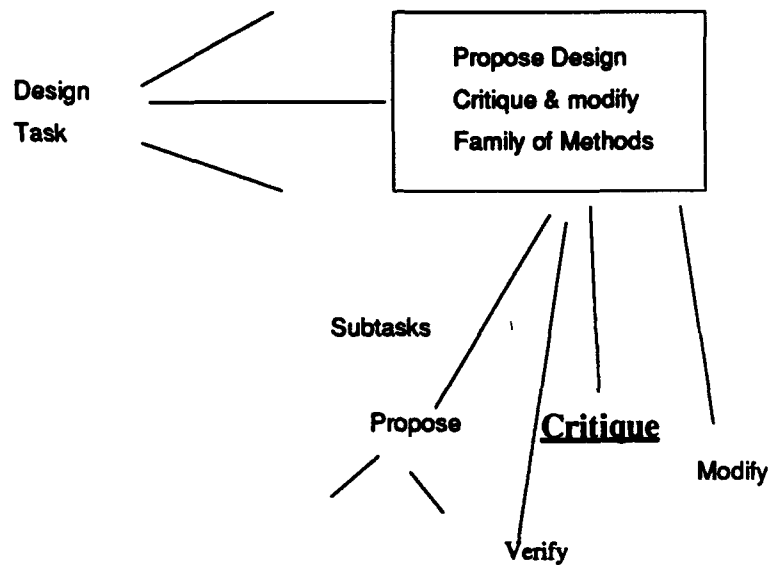 Design
Task
Propose Design
Critique & modify
Family of Methods
Subtasks
Propose
Critique
Modify
Verify